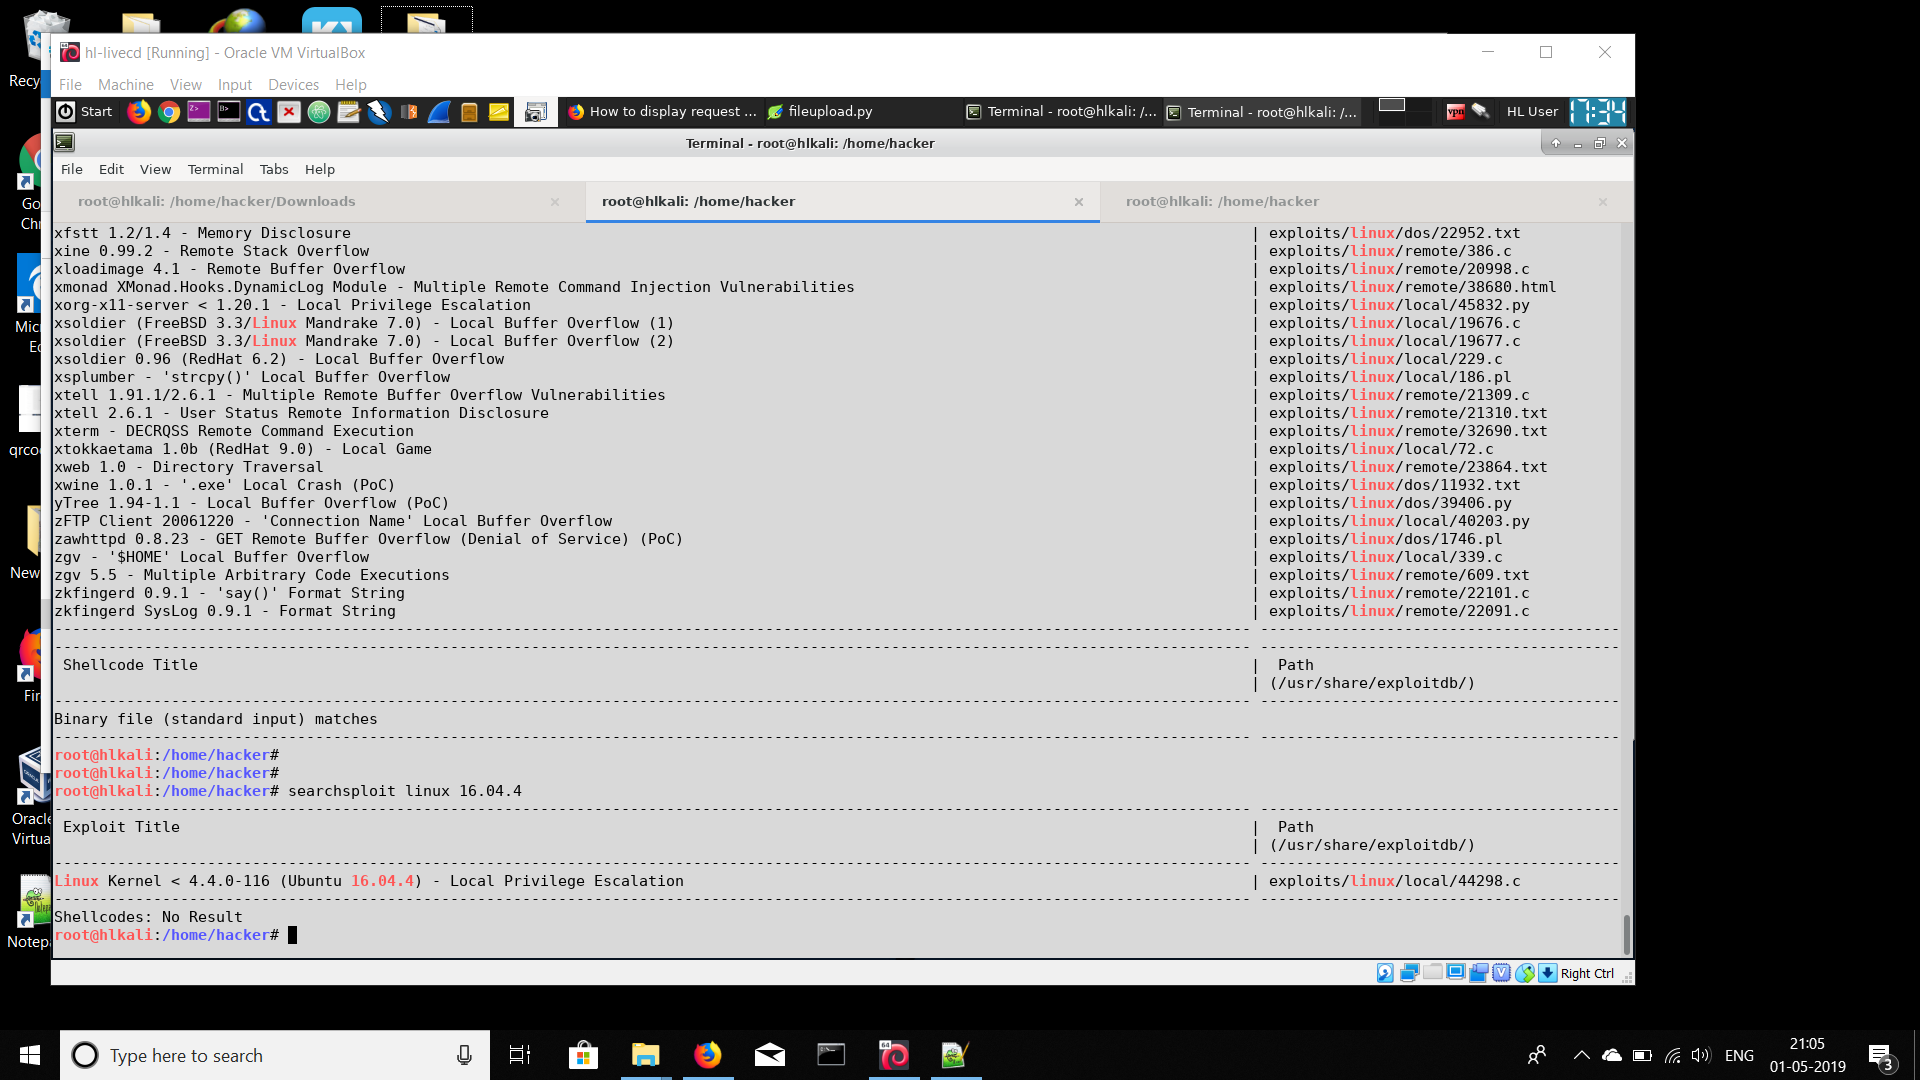 hl-livecd [Running] - Oracle VM VirtualBox
File Machine View Input Devices Help
Start How to display request ... fileupload.py Terminal - root@hlkali: /... Terminal - root@hlkali: /... vpn HL User 17:34
Terminal - root@hlkali: /home/hacker
File Edit View Terminal Tabs Help
root@hlkali: /home/hacker/Downloads root@hlkali: /home/hacker root@hlkali: /home/hacker
xfstt 1.2/1.4 - Memory Disclosure | exploits/linux/dos/22952.txt
xine 0.99.2 - Remote Stack Overflow | exploits/linux/remote/386.c
xloadimage 4.1 - Remote Buffer Overflow | exploits/linux/remote/20998.c
xmonad XMonad.Hooks.DynamicLog Module - Multiple Remote Command Injection Vulnerabilities | exploits/linux/remote/38680.html
xorg-x11-server < 1.20.1 - Local Privilege Escalation | exploits/linux/local/45832.py
xsoldier (FreeBSD 3.3/Linux Mandrake 7.0) - Local Buffer Overflow (1) | exploits/linux/local/19676.c
xsoldier (FreeBSD 3.3/Linux Mandrake 7.0) - Local Buffer Overflow (2) | exploits/linux/local/19677.c
xsoldier 0.96 (RedHat 6.2) - Local Buffer Overflow | exploits/linux/local/229.c
xsplumber - 'strcpy()' Local Buffer Overflow | exploits/linux/local/186.pl
xtell 1.91.1/2.6.1 - Multiple Remote Buffer Overflow Vulnerabilities | exploits/linux/remote/21309.c
xtell 2.6.1 - User Status Remote Information Disclosure | exploits/linux/remote/21310.txt
xterm - DECRQSS Remote Command Execution | exploits/linux/remote/32690.txt
xtokkaetama 1.0b (RedHat 9.0) - Local Game | exploits/linux/local/72.c
xweb 1.0 - Directory Traversal | exploits/linux/remote/23864.txt
xwine 1.0.1 - '.exe' Local Crash (PoC) | exploits/linux/dos/11932.txt
yTree 1.94-1.1 - Local Buffer Overflow (PoC) | exploits/linux/dos/39406.py
zFTP Client 20061220 - 'Connection Name' Local Buffer Overflow | exploits/linux/local/40203.py
zawhttpd 0.8.23 - GET Remote Buffer Overflow (Denial of Service) (PoC) | exploits/linux/dos/1746.pl
zgv - '$HOME' Local Buffer Overflow | exploits/linux/local/339.c
zgv 5.5 - Multiple Arbitrary Code Executions | exploits/linux/remote/609.txt
zkfingerd 0.9.1 - 'say()' Format String | exploits/linux/remote/22101.c
zkfingerd SysLog 0.9.1 - Format String | exploits/linux/remote/22091.c
Shellcode Title | Path
| (/usr/share/exploitdb/)
Binary file (standard input) matches
root@hlkali:/home/hacker#
root@hlkali:/home/hacker#
root@hlkali:/home/hacker# searchsploit linux 16.04.4
Exploit Title | Path
| (/usr/share/exploitdb/)
Linux Kernel < 4.4.0-116 (Ubuntu 16.04.4) - Local Privilege Escalation | exploits/linux/local/44298.c
Shellcodes: No Result
root@hlkali:/home/hacker#
Right Ctrl
Recy
Go
Chr
Mic
E
qrco
New
Fir
Oracle
Virtua
Notep
Type here to search
ENG
21:05
01-05-2019
3